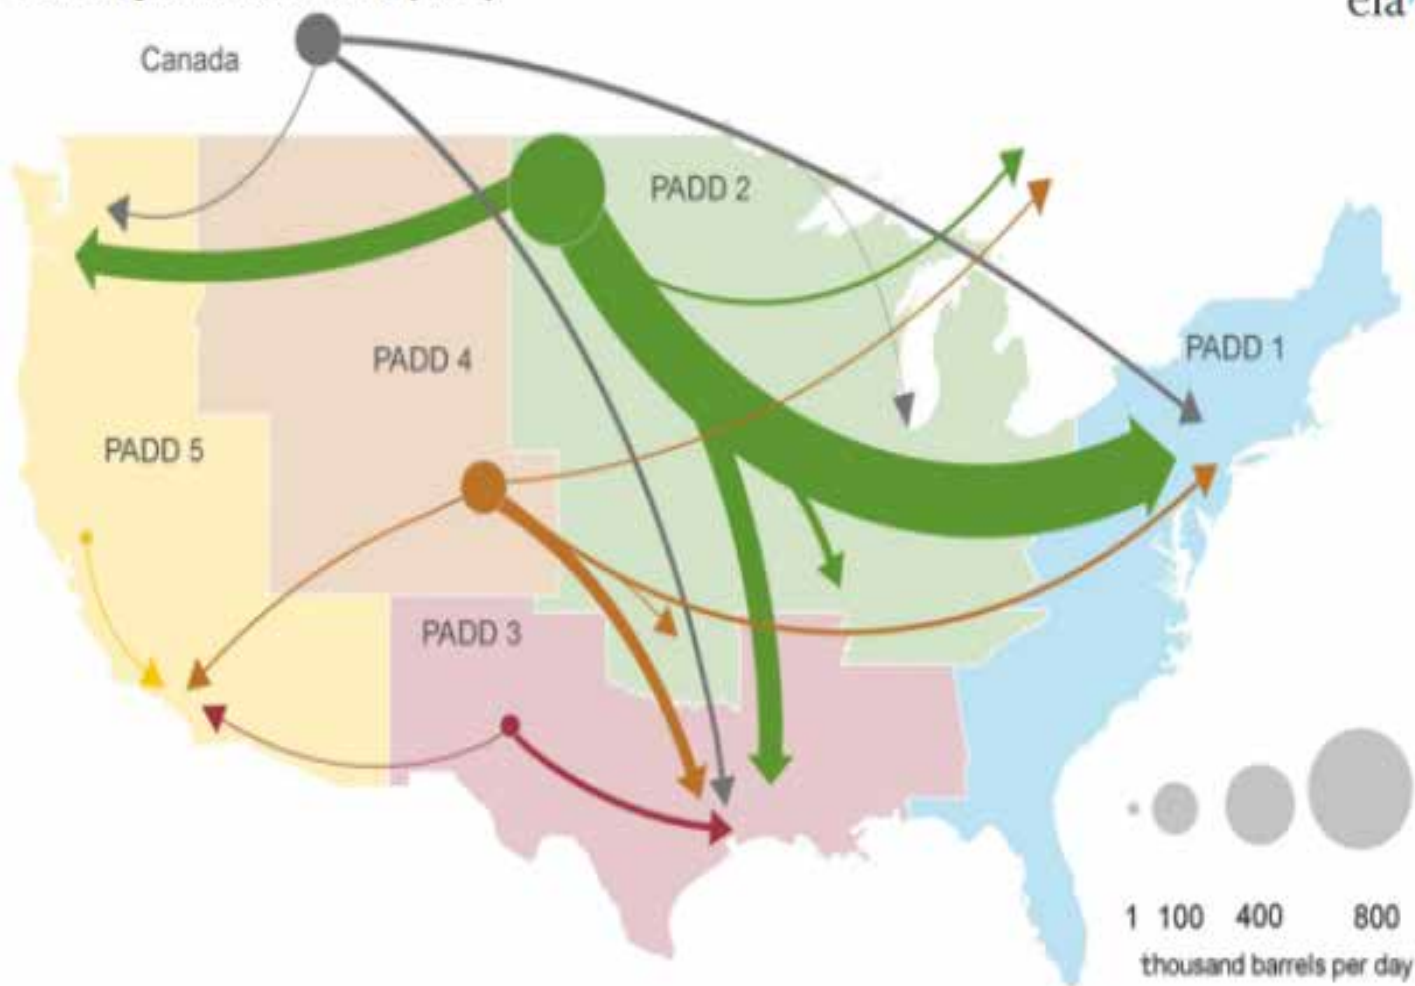 eia
Canada
PADD 2
PADD 1
PADD 4
PADD 5
PADD 3
1 100 400 800
thousand barrels per day